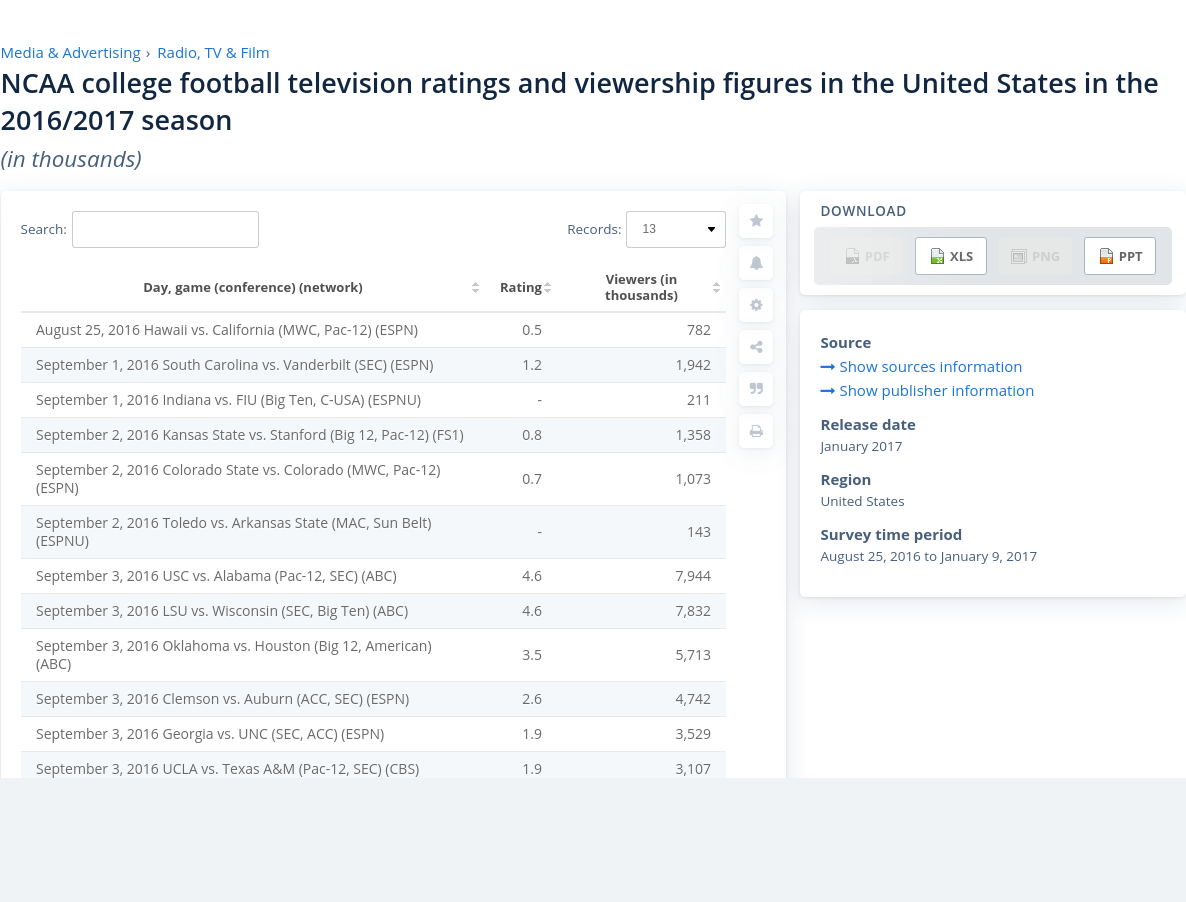 Media & Advertising › Radio, TV & Film
NCAA college football television ratings and viewership figures in the United States in the
2016/2017 season
(in thousands)
Search:
Records: 13
Day, game (conference) (network) Rating Viewers (in
thousands)
August 25, 2016 Hawaii vs. California (MWC, Pac-12) (ESPN) 0.5 782
September 1, 2016 South Carolina vs. Vanderbilt (SEC) (ESPN) 1.2 1,942
September 1, 2016 Indiana vs. FIU (Big Ten, C-USA) (ESPNU) - 211
September 2, 2016 Kansas State vs. Stanford (Big 12, Pac-12) (FS1) 0.8 1,358
September 2, 2016 Colorado State vs. Colorado (MWC, Pac-12)
(ESPN) 0.7 1,073
September 2, 2016 Toledo vs. Arkansas State (MAC, Sun Belt)
(ESPNU) - 143
September 3, 2016 USC vs. Alabama (Pac-12, SEC) (ABC) 4.6 7,944
September 3, 2016 LSU vs. Wisconsin (SEC, Big Ten) (ABC) 4.6 7,832
September 3, 2016 Oklahoma vs. Houston (Big 12, American)
(ABC) 3.5 5,713
September 3, 2016 Clemson vs. Auburn (ACC, SEC) (ESPN) 2.6 4,742
September 3, 2016 Georgia vs. UNC (SEC, ACC) (ESPN) 1.9 3,529
September 3, 2016 UCLA vs. Texas A&M (Pac-12, SEC) (CBS) 1.9 3,107
DOWNLOAD
PDF XLS PNG PPT
Source
➞ Show sources information
➞ Show publisher information
Release date
January 2017
Region
United States
Survey time period
August 25, 2016 to January 9, 2017